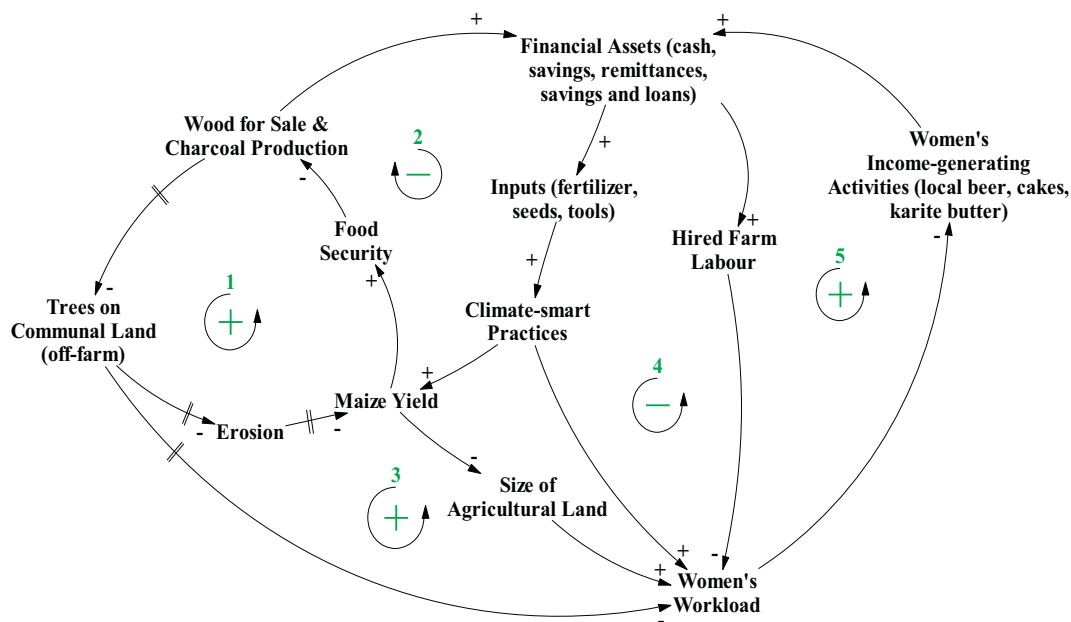 +
+
Financial Assets (cash,
savings, remittances,
savings and loans)
Wood for Sale &
Charcoal Production
2
-
-
+
Women's
Income-generating
Activities (local beer, cakes,
karite butter)
-
Inputs (fertilizer,
seeds, tools)
+
Hired Farm
Labour
Food
Security
+
+
5
+
-
Trees on
Communal Land
(off-farm)
1
+
Climate-smart
Practices
+
4
-
Maize Yield
-
Erosion
-
-
-
3
+
Size of
Agricultural Land
+
+
-
Women's
Workload
-